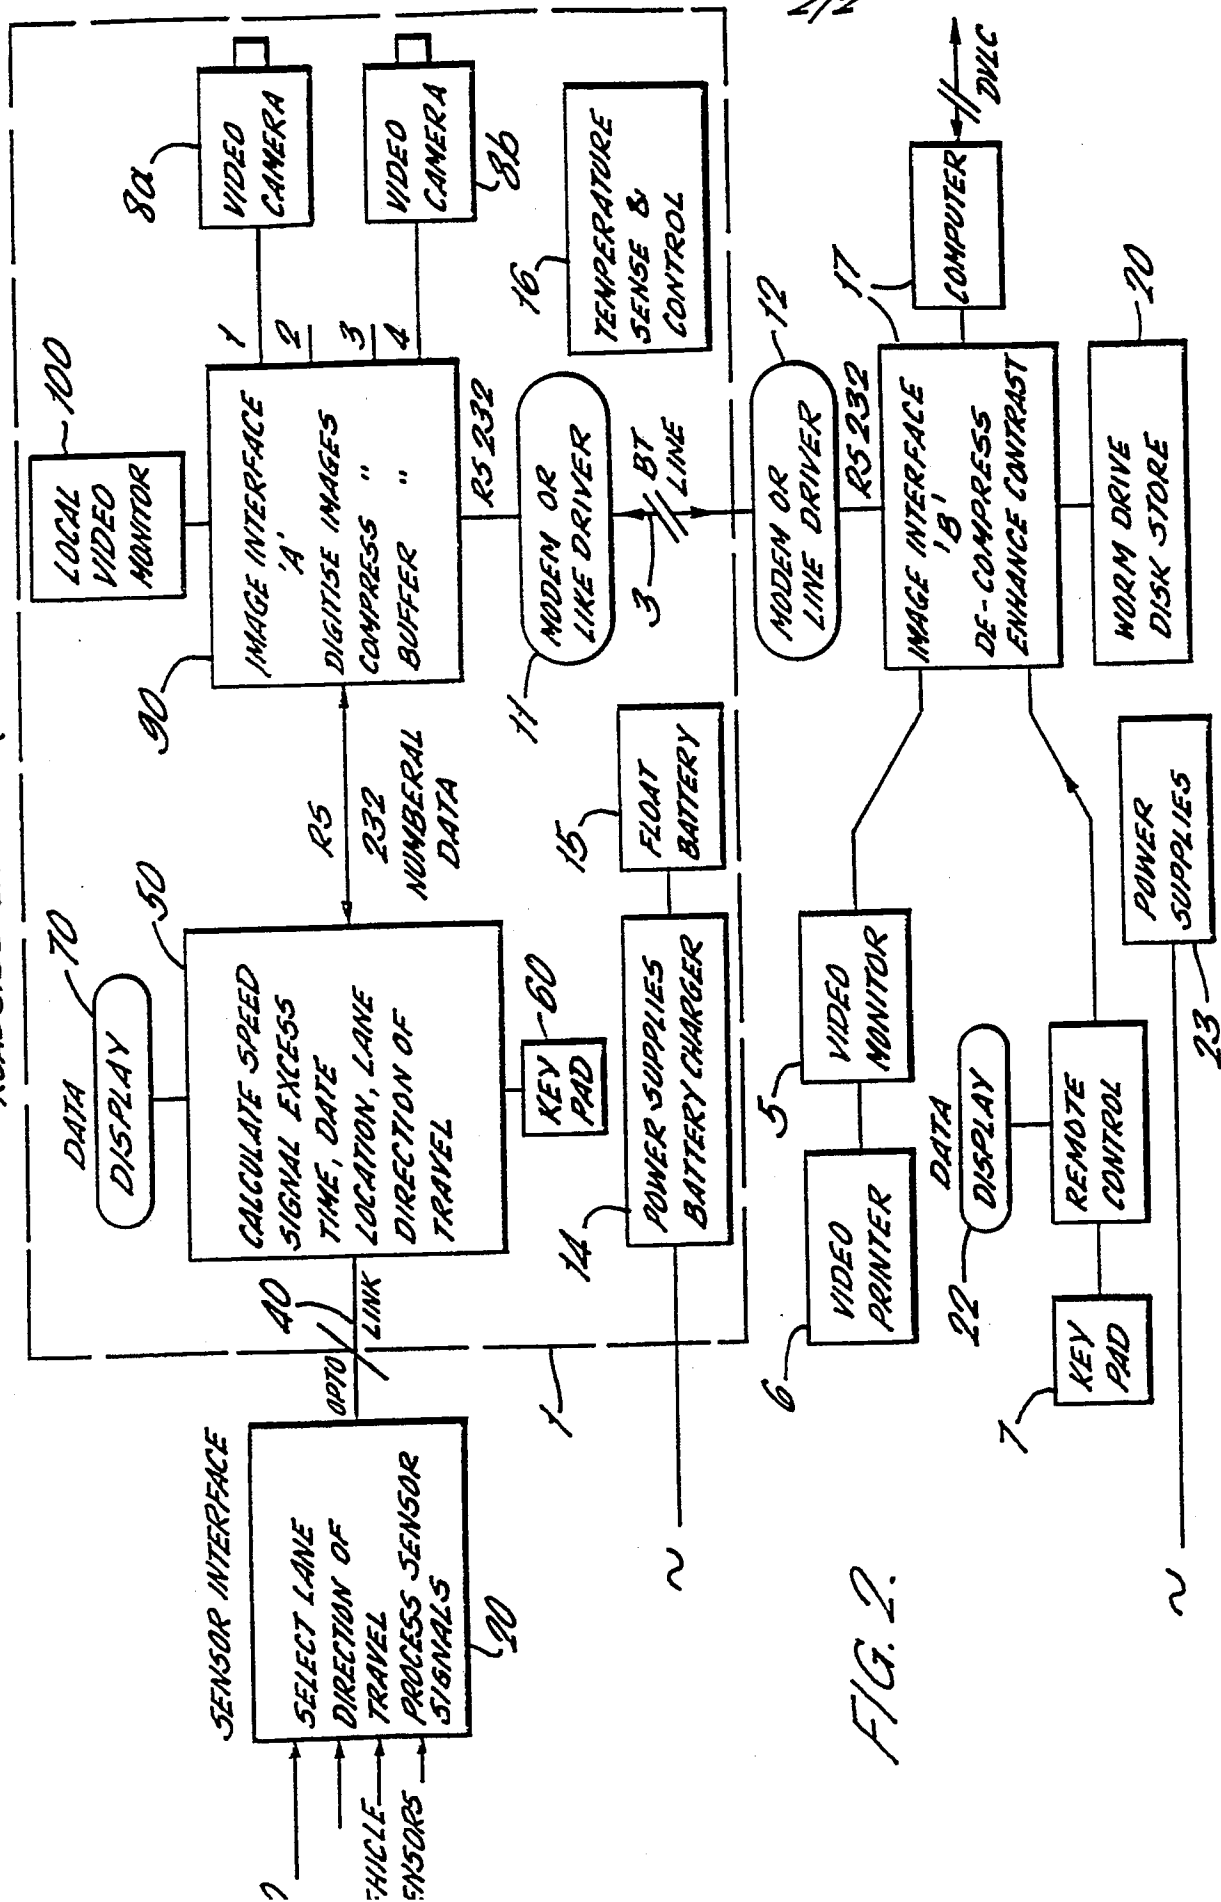 2/2
SENSOR INTERFACE
SELECT LANE
DIRECTION OF
TRAVEL
PROCESS SENSOR
SIGNALS
20
OPTO
LINK
40
1
DATA
DISPLAY
70
50
CALCULATE SPEED
SIGNAL EXCESS
TIME, DATE
LOCATION, LANE
DIRECTION OF
TRAVEL
KEY
PAD
60
RS
232
NUMBERAL
DATA
LOCAL
VIDEO
MONITOR
100
90
IMAGE INTERFACE
'A'
DIGITISE IMAGES
COMPRESS "
BUFFER "
1
2
3
4
VIDEO
CAMERA
8a
VIDEO
CAMERA
8b
TEMPERATURE
SENSE &
CONTROL
16
RS 232
MODEM OR
LIKE DRIVER
11
3
BT
LINE
POWER SUPPLIES
BATTERY CHARGER
14
FLOAT
BATTERY
15
~
MODEM OR
LINE DRIVER
12
RS 232
IMAGE INTERFACE
'B'
DE-COMPRESS
ENHANCE CONTRAST
17
COMPUTER
DVLC
WORM DRIVE
DISK STORE
20
VIDEO
MONITOR
5
VIDEO
PRINTER
6
DATA
DISPLAY
22
REMOTE
CONTROL
KEY
PAD
7
POWER
SUPPLIES
23
~
FIG. 2.